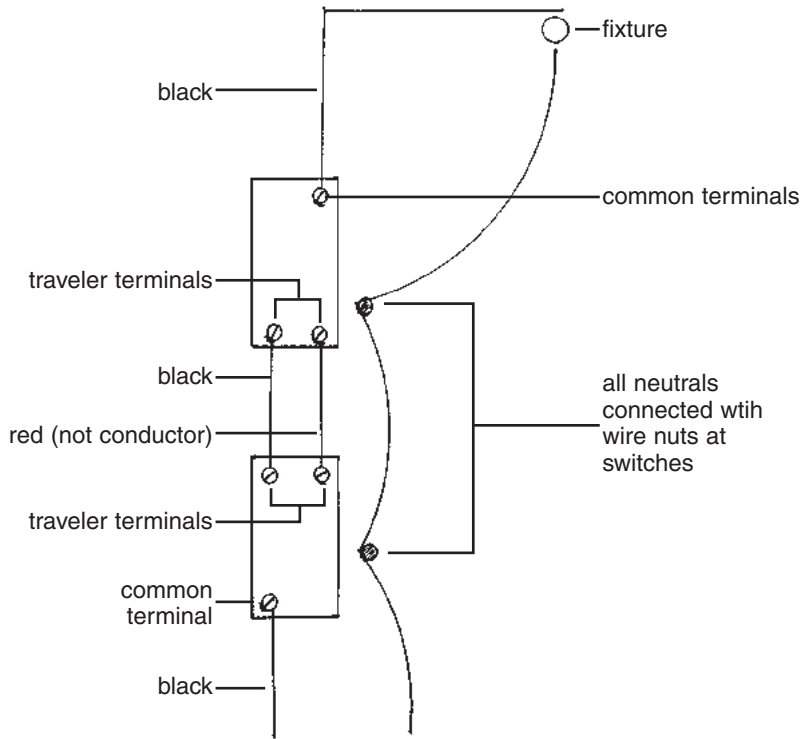 fixture
black
common terminals
traveler terminals
black
red (not conductor)
all neutrals
connected wtih
wire nuts at
switches
traveler terminals
common
terminal
black